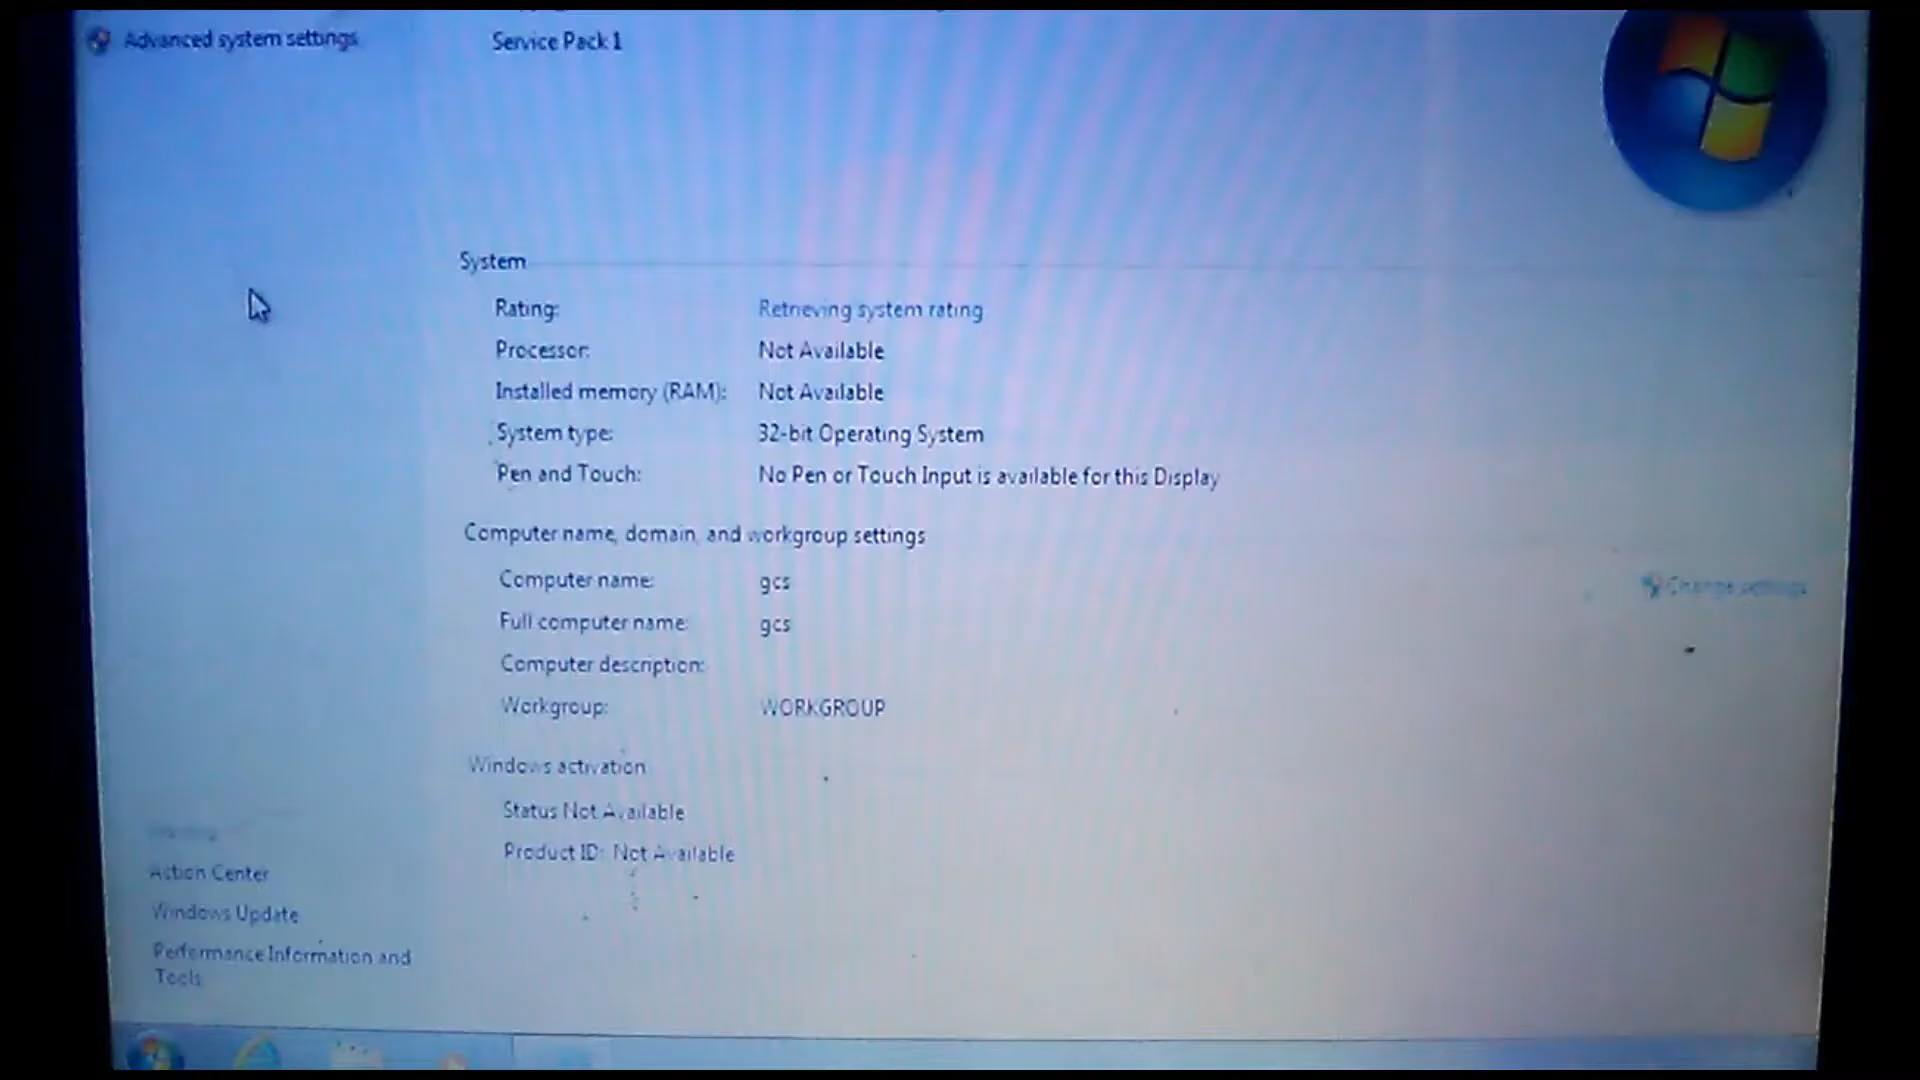 Advanced system settings
Service Pack 1
System
Rating: Retrieving system rating
Processor: Not Available
Installed memory (RAM): Not Available
System type: 32-bit Operating System
Pen and Touch: No Pen or Touch Input is available for this Display
Computer name, domain, and workgroup settings
Computer name: gcs
Change settings
Full computer name: gcs
Computer description:
Workgroup: WORKGROUP
Windows activation
Status Not Available
Product ID: Not Available
Action Center
Windows Update
Performance Information and
Tools